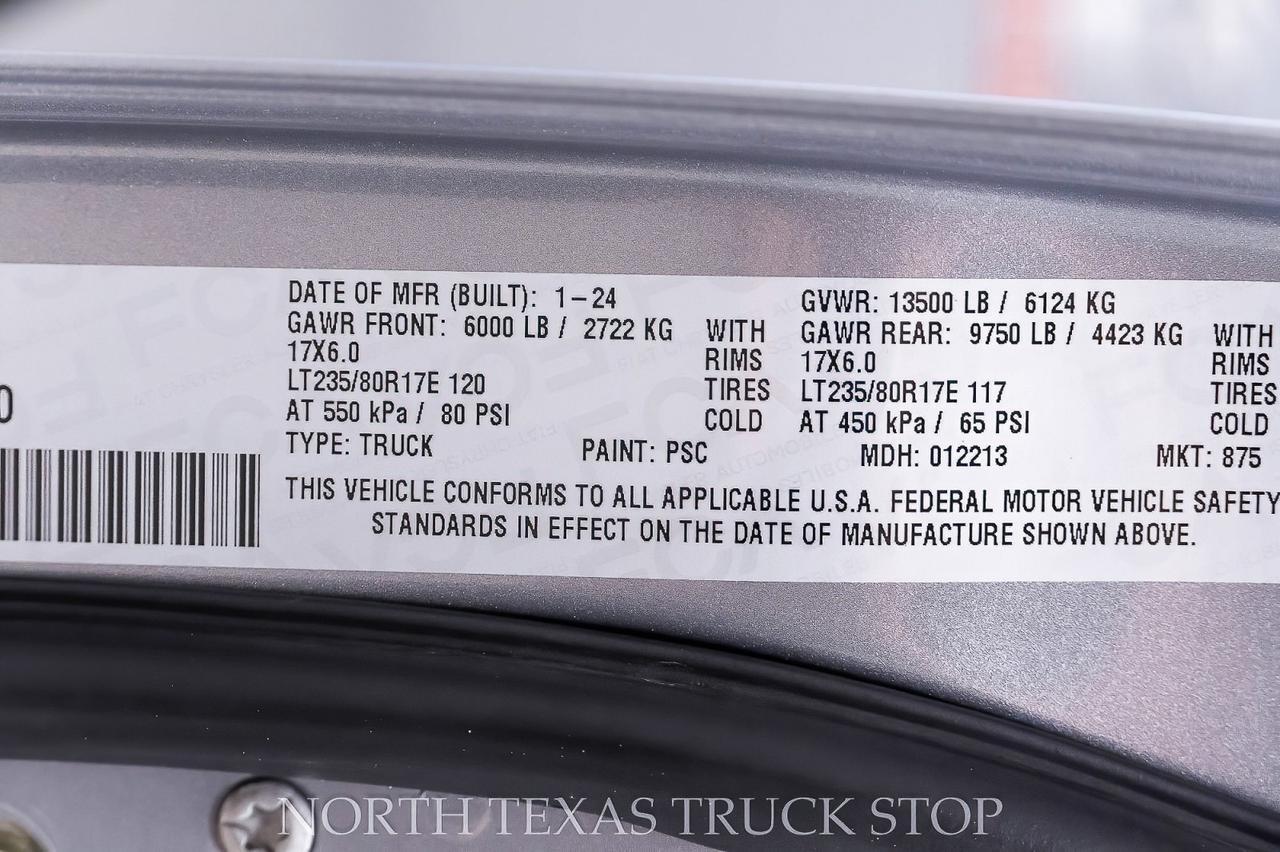 DATE OF MFR (BUILT): 1-24 GVWR: 13500 LB / 6124 KG
GAWR FRONT: 6000 LB / 2722 KG WITH GAWR REAR: 9750 LB / 4423 KG WITH
17X6.0 RIMS 17X6.0 RIMS
LT235/80R17E 120 TIRES LT235/80R17E 117 TIRES
0 AT 550 kPa / 80 PSI COLD AT 450 kPa / 65 PSI COLD
TYPE: TRUCK PAINT: PSC MDH: 012213 MKT: 875
THIS VEHICLE CONFORMS TO ALL APPLICABLE U.S.A. FEDERAL MOTOR VEHICLE SAFETY
STANDARDS IN EFFECT ON THE DATE OF MANUFACTURE SHOWN ABOVE.
NORTH TEXAS TRUCK STOP